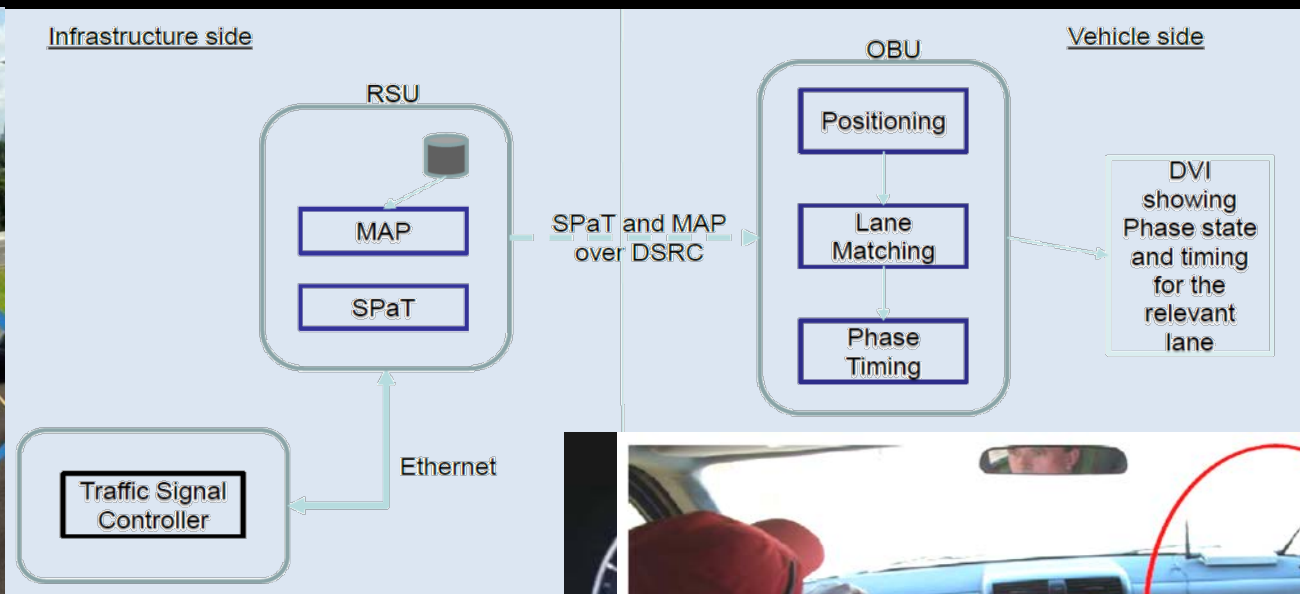 Infrastructure side
Vehicle side
RSU
MAP
SPaT
Ethernet
Traffic Signal
Controller
SPaT and MAP
over DSRC
OBU
Positioning
Lane
Matching
Phase
Timing
DVI
showing
Phase state
and timing
for the
relevant
lane